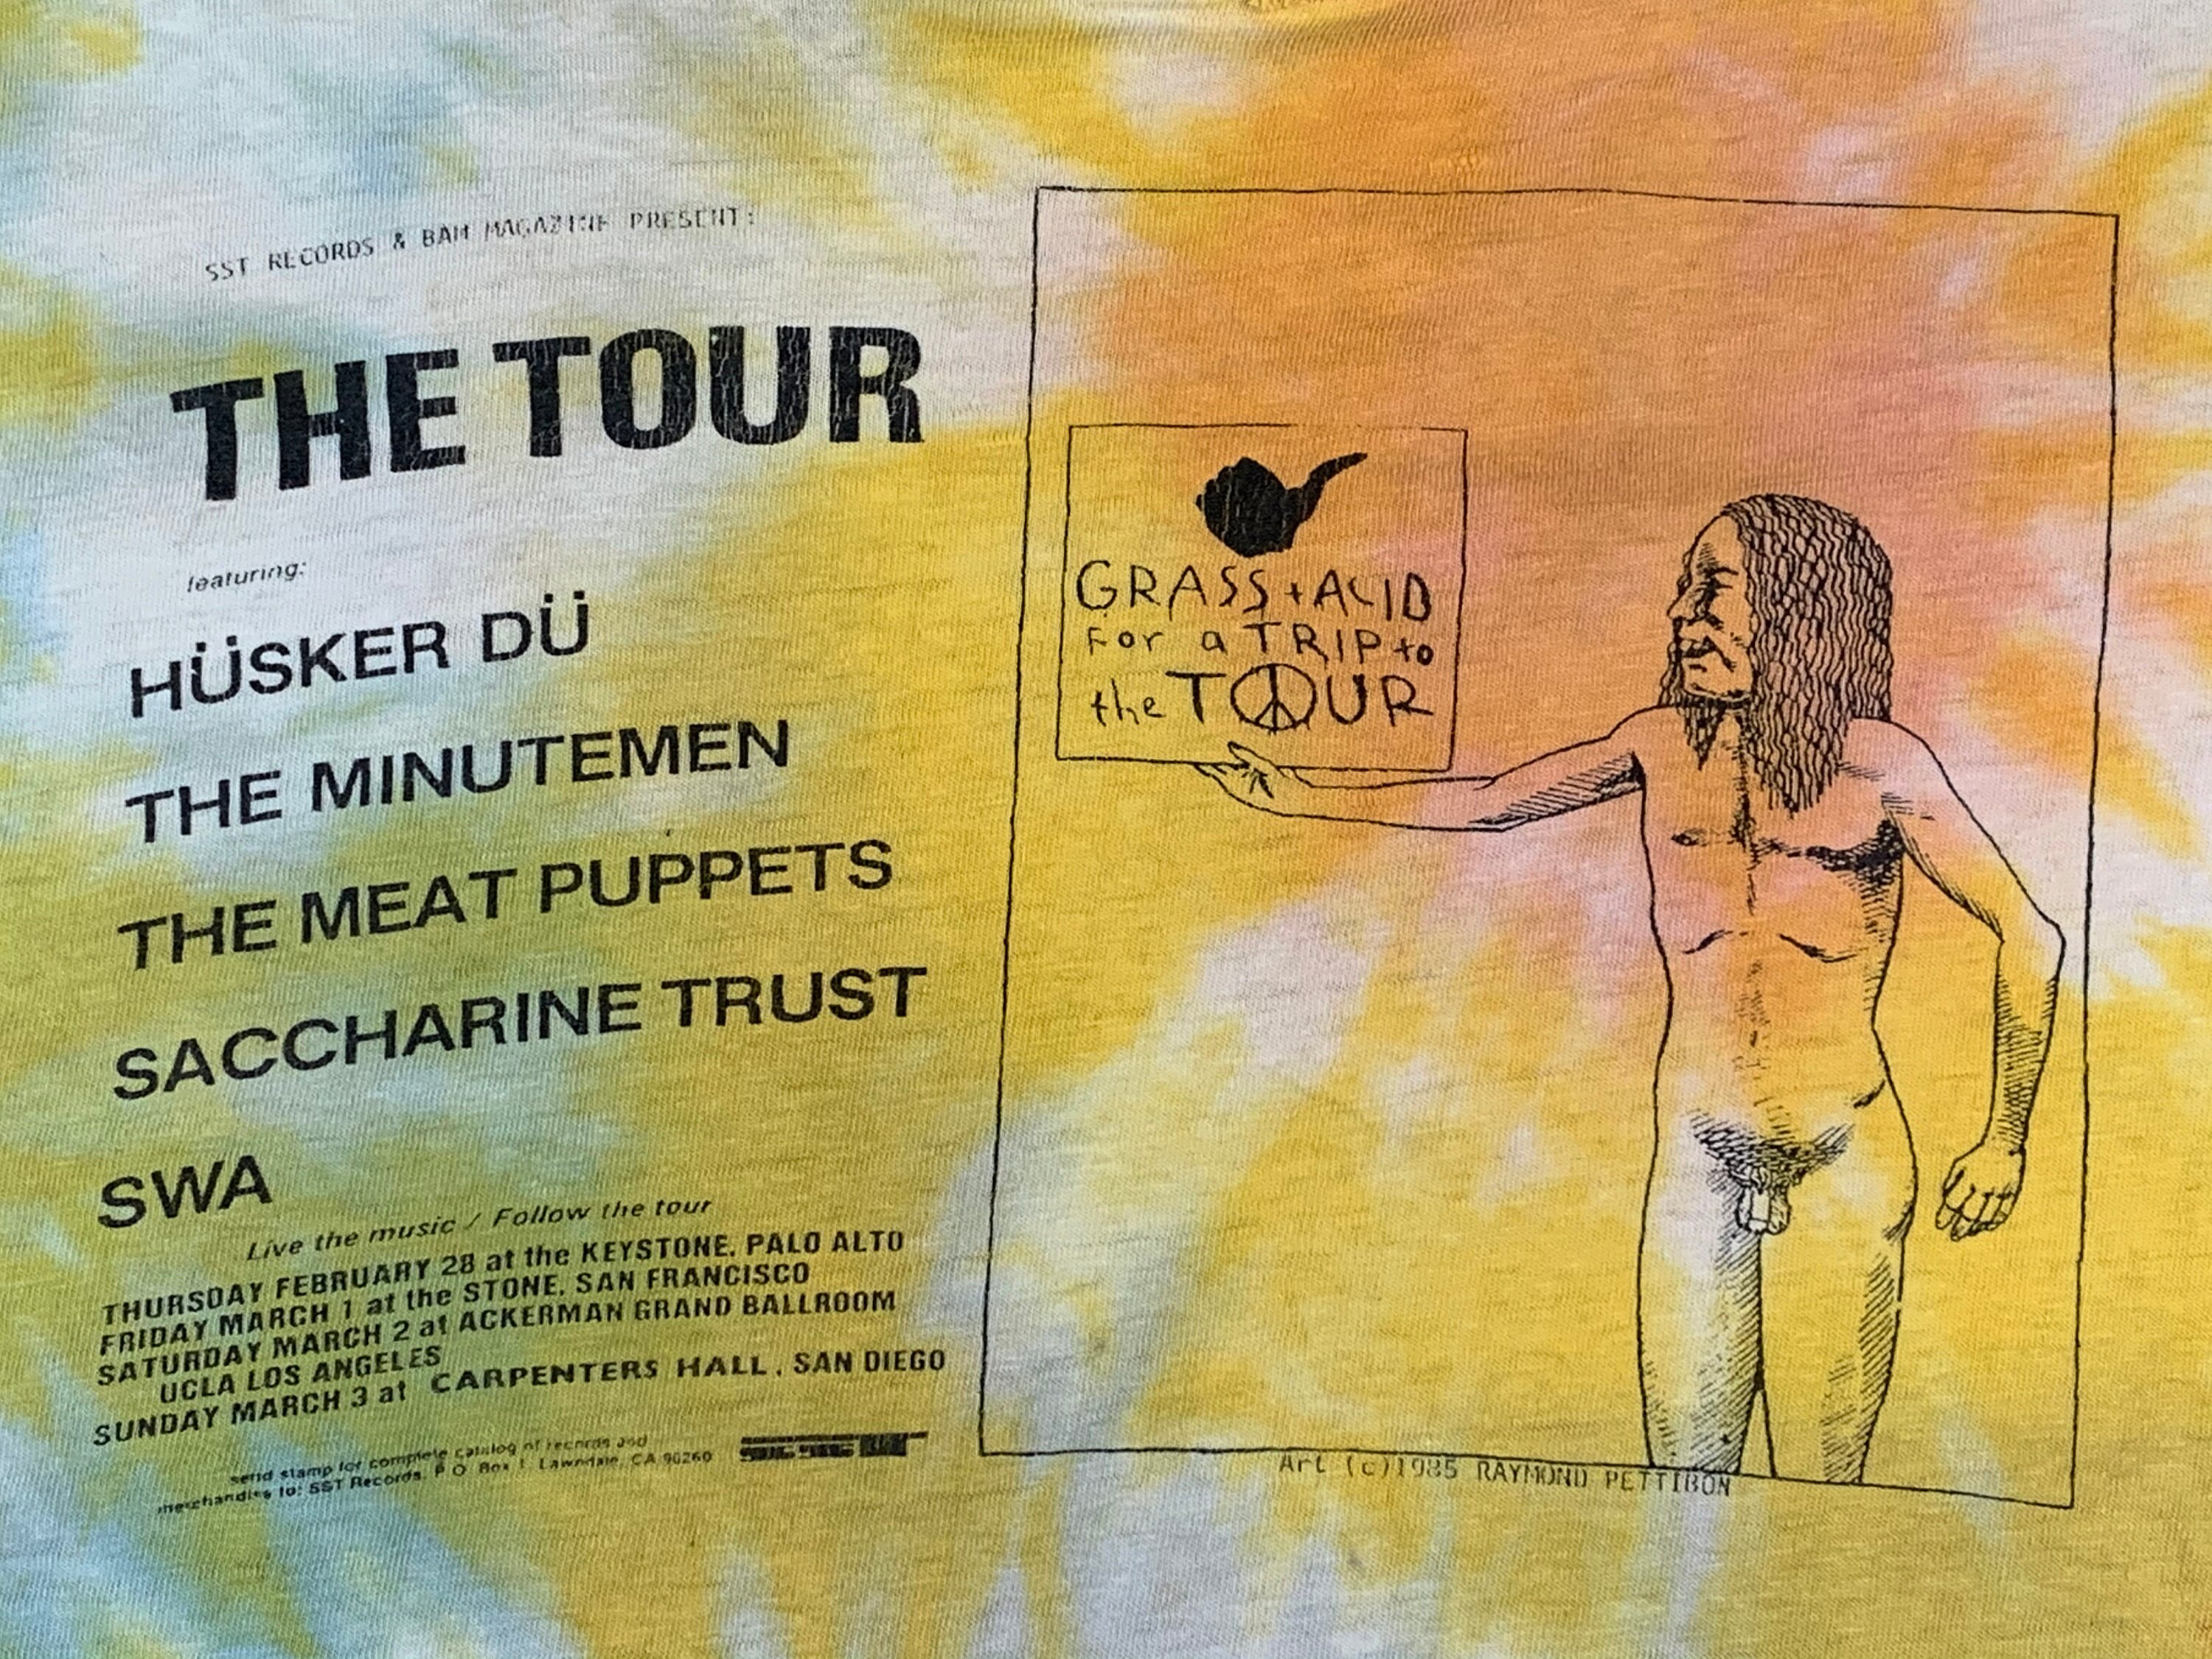 SST RECORDS & BAM MAGAZINE PRESENT:
THE TOUR
featuring:
HÜSKER DÜ
THE MINUTEMEN
THE MEAT PUPPETS
SACCHARINE TRUST
SWA
Live the music / Follow the tour
THURSDAY FEBRUARY 28 at the KEYSTONE, PALO ALTO
FRIDAY MARCH 1 at the STONE, SAN FRANCISCO
SATURDAY MARCH 2 at ACKERMAN GRAND BALLROOM
UCLA LOS ANGELES
SUNDAY MARCH 3 at CARPENTERS HALL, SAN DIEGO
send stamp for complete catalog of records and
merchandise to: SST Records, P O Box 1, Lawndale, CA 90260
GRASS + ACID
For a TRIP to
the TOUR
Art (c)1985 RAYMOND PETTIBON